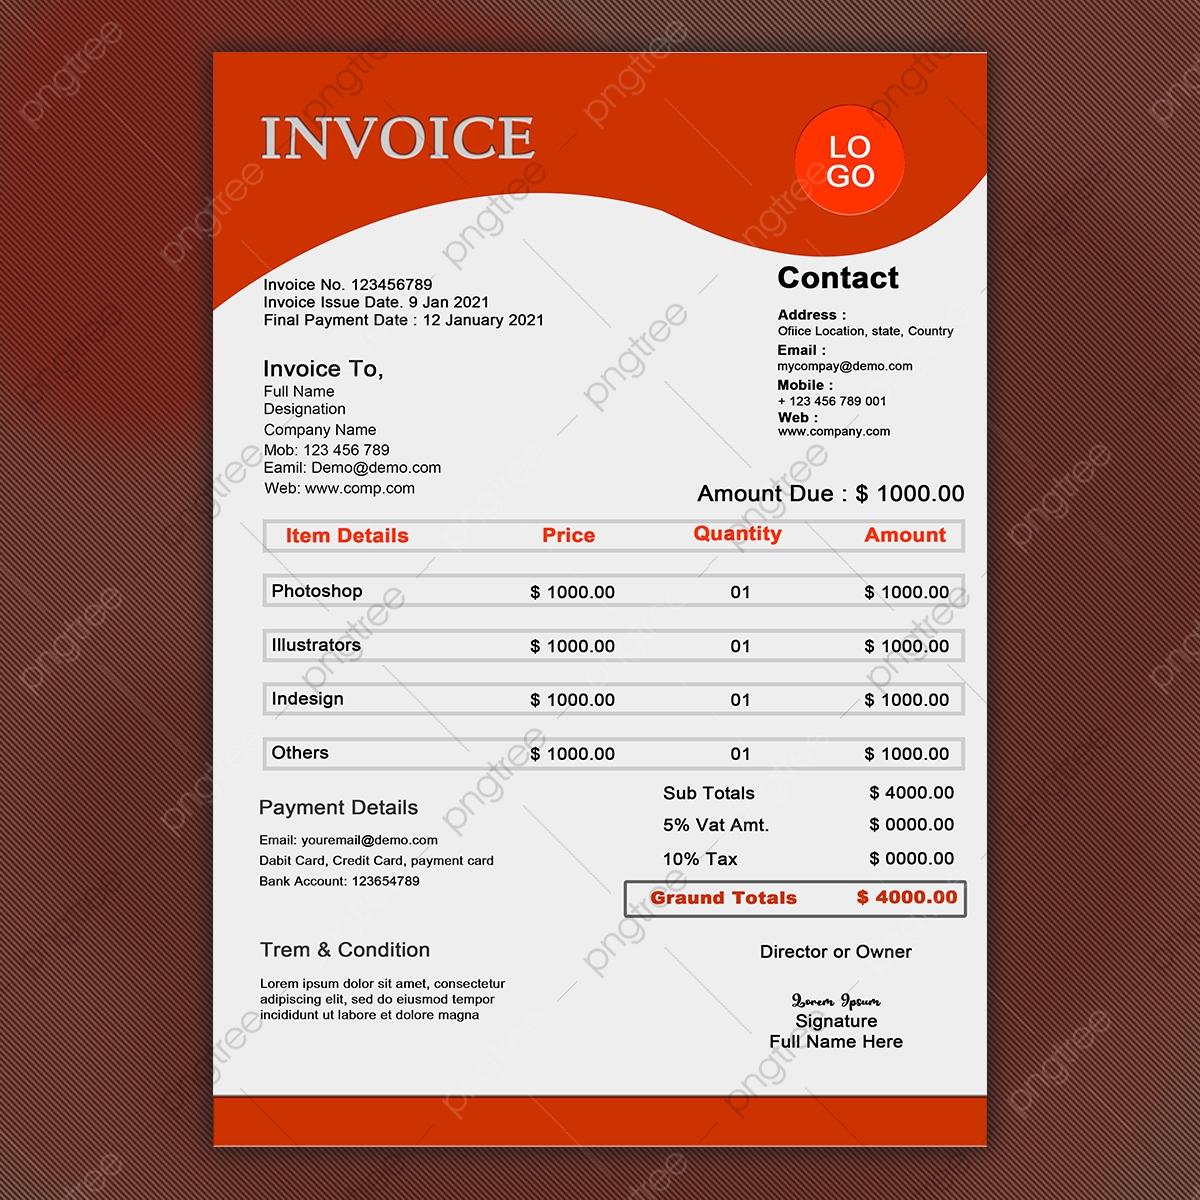 INVOICE
LO
GO
Invoice No. 123456789
Invoice Issue Date. 9 Jan 2021
Final Payment Date : 12 January 2021
Invoice To,
Full Name
Designation
Company Name
Mob: 123 456 789
Eamil: Demo@demo.com
Web: www.comp.com
Contact
Address :
Ofiice Location, state, Country
Email :
mycompay@demo.com
Mobile :
+ 123 456 789 001
Web :
www.company.com
Amount Due : $ 1000.00
Item Details Price Quantity Amount
Photoshop $ 1000.00 01 $ 1000.00
Illustrators $ 1000.00 01 $ 1000.00
Indesign $ 1000.00 01 $ 1000.00
Others $ 1000.00 01 $ 1000.00
Sub Totals $ 4000.00
5% Vat Amt. $ 0000.00
10% Tax $ 0000.00
Graund Totals $ 4000.00
Payment Details
Email: youremail@demo.com
Dabit Card, Credit Card, payment card
Bank Account: 123654789
Trem & Condition
Lorem ipsum dolor sit amet, consectetur
adipiscing elit, sed do eiusmod tempor
incididunt ut labore et dolore magna
Director or Owner
Lorem Ipsum
Signature
Full Name Here
pngtree